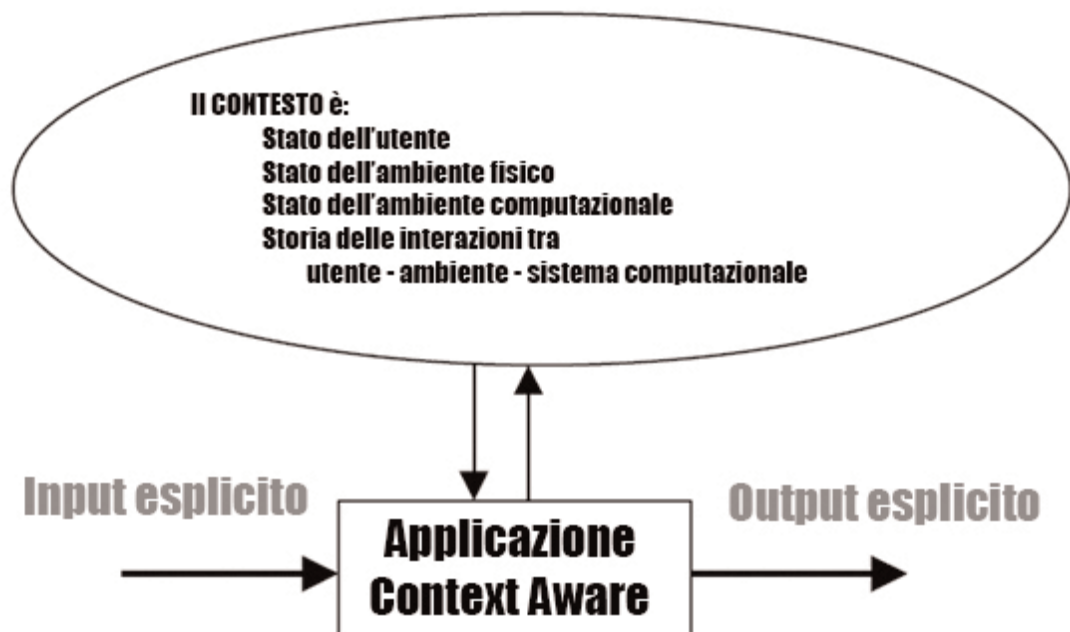 Il CONTESTO è:
Stato dell'utente
Stato dell'ambiente fisico
Stato dell'ambiente computazionale
Storia delle interazioni tra
utente - ambiente - sistema computazionale
Input esplicito
Output esplicito
Applicazione
Context Aware